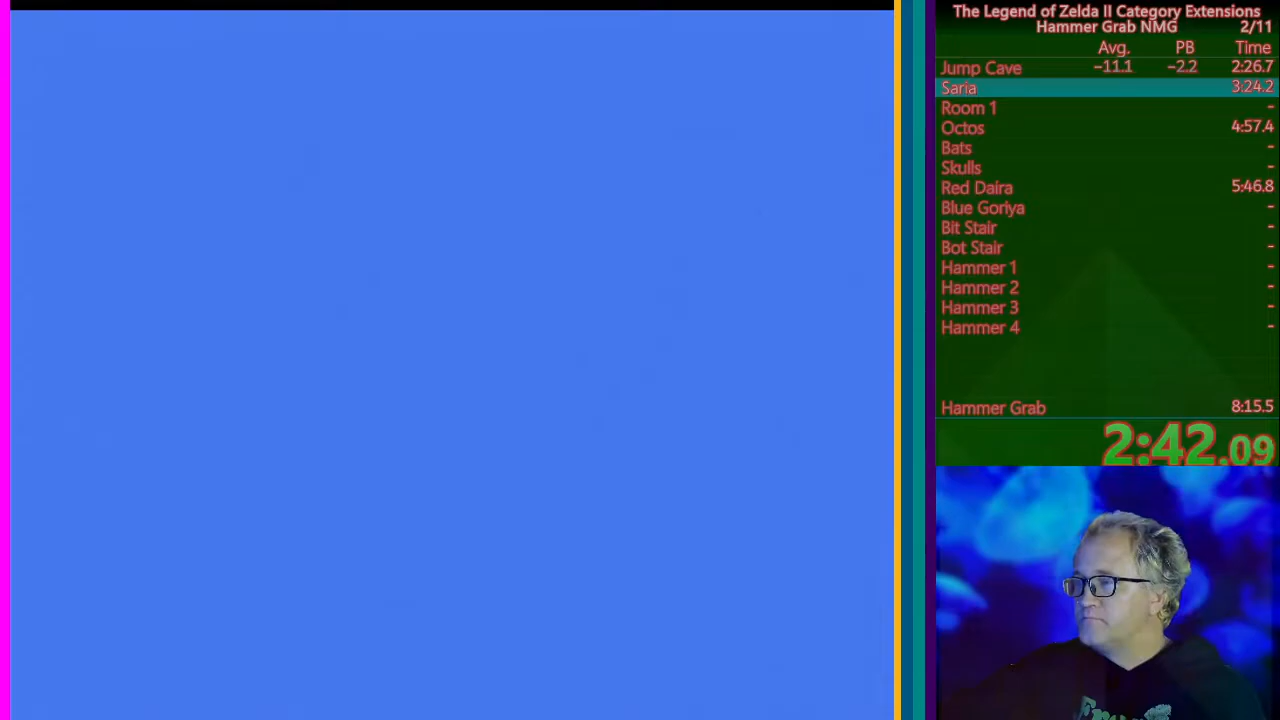 The Legend of Zelda II Category Extensions
Hammer Grab NMG 2/11
Avg. PB Time
Jump Cave −11.1 −2.2 2:26.7
Saria 3:24.2
Room 1 -
Octos 4:57.4
Bats -
Skulls -
Red Daira 5:46.8
Blue Goriya -
Bit Stair -
Bot Stair -
Hammer 1 -
Hammer 2 -
Hammer 3 -
Hammer 4 -
Hammer Grab 8:15.5
2:42.09